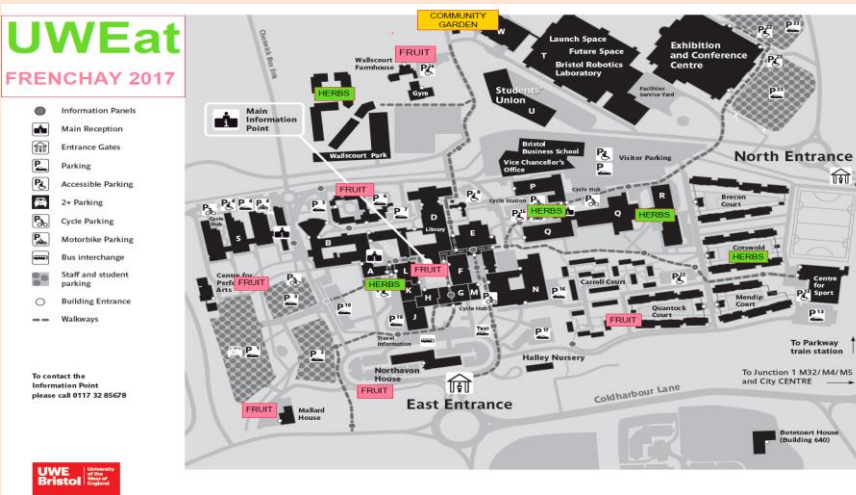 UWEat
FRENCHAY 2017
Information Panels
Main Reception
Entrance Gates
Parking
Accessible Parking
2+ Parking
Cycle Parking
Motorbike Parking
Bus interchange
Staff and student
parking
Building Entrance
Walkways
To contact the
Information Point
please call 0117 32 85678
UWE
Bristol
University
of the
West of
England
COMMUNITY
GARDEN
W
Launch Space
T
Future Space
Bristol Robotics
Laboratory
Exhibition
and Conference
Centre
FRUIT
Wallscourt
Farmhouse
Gym
HERBS
Students'
Union
U
Facilities
Service Yard
Main
Information
Point
Wallscourt Park
Bristol
Business School
Vice Chancellor's
Office
Visitor Parking
North Entrance
FRUIT
P
Cycle Station
Cycle Hub
HERBS
R
Q
Q
HERBS
Brecon
Court
S
B
D
Library
E
Cotswold
HERBS
Centre for
FRUIT
Arts
A
L
FRUIT
F
HERBS
K
H
G
M
N
J
Cycle Hub
Carroll Court
Quantock
Court
Mendip
Court
Centre
for
Sport
FRUIT
Travel
Information
Taxi
Halley Nursery
Northavon
House
FRUIT
East Entrance
FRUIT
Mallard
House
Coldharbour Lane
To Parkway
train station
To Junction 1 M32/M4/M5
and City CENTRE
Botetoert House
(Building 640)